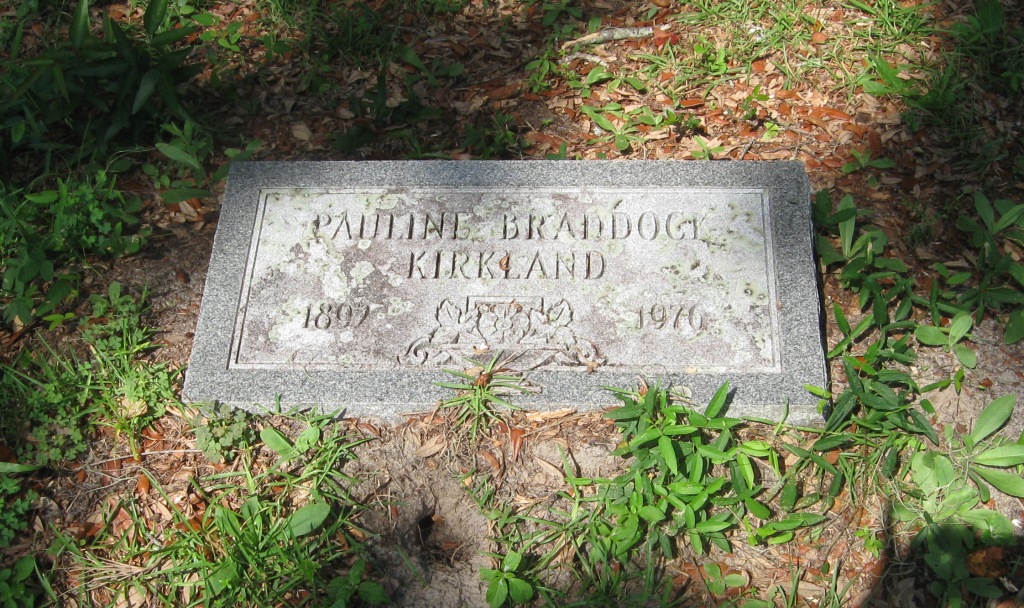 PAULINE BRADDOCK
KIRKLAND
1897 1976